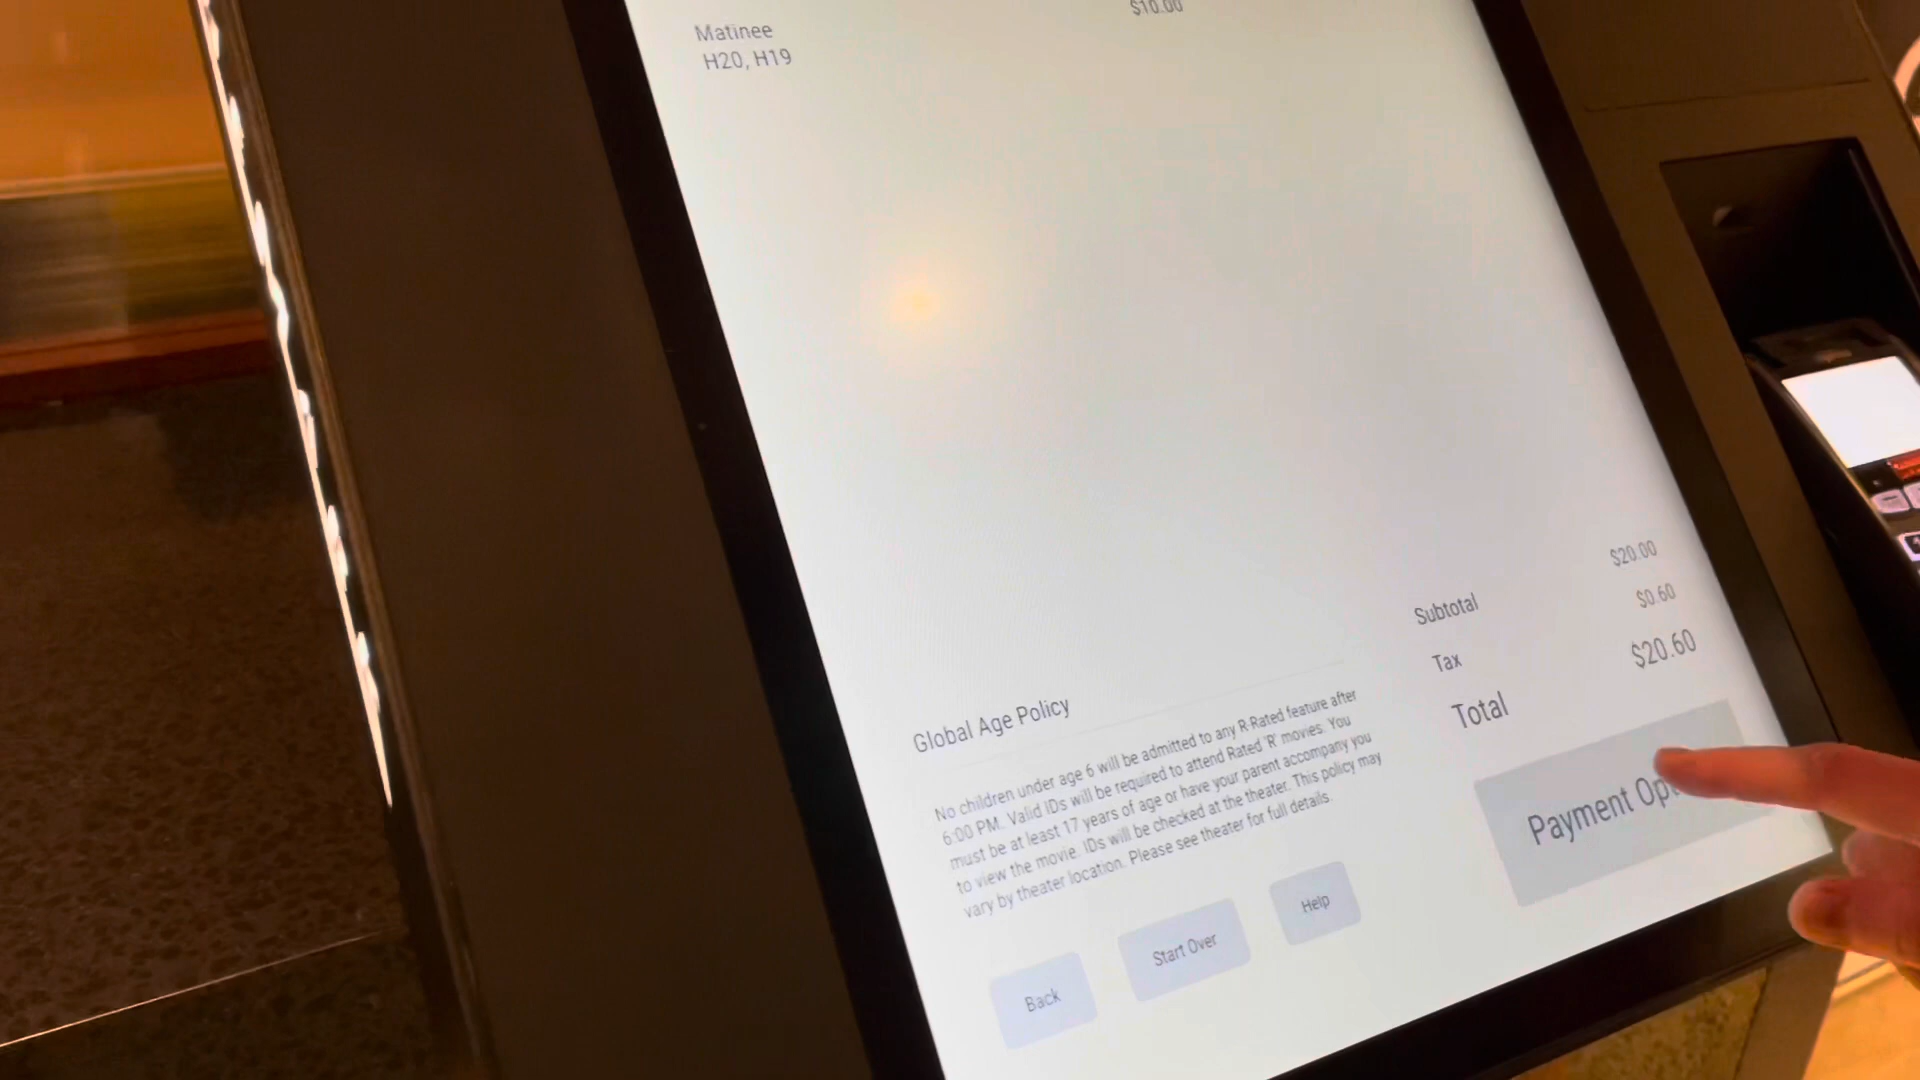 $10.00
Matinee
H20, H19
$20.00
Subtotal
$0.60
Tax
$20.60
Total
Global Age Policy
No children under age 6 will be admitted to any R-Rated feature after
6:00 PM. Valid IDs will be required to attend Rated 'R' movies. You
must be at least 17 years of age or have your parent accompany you
to view the movie. IDs will be checked at the theater. This policy may
vary by theater location. Please see theater for full details.
Payment Opt
Back
Start Over
Help